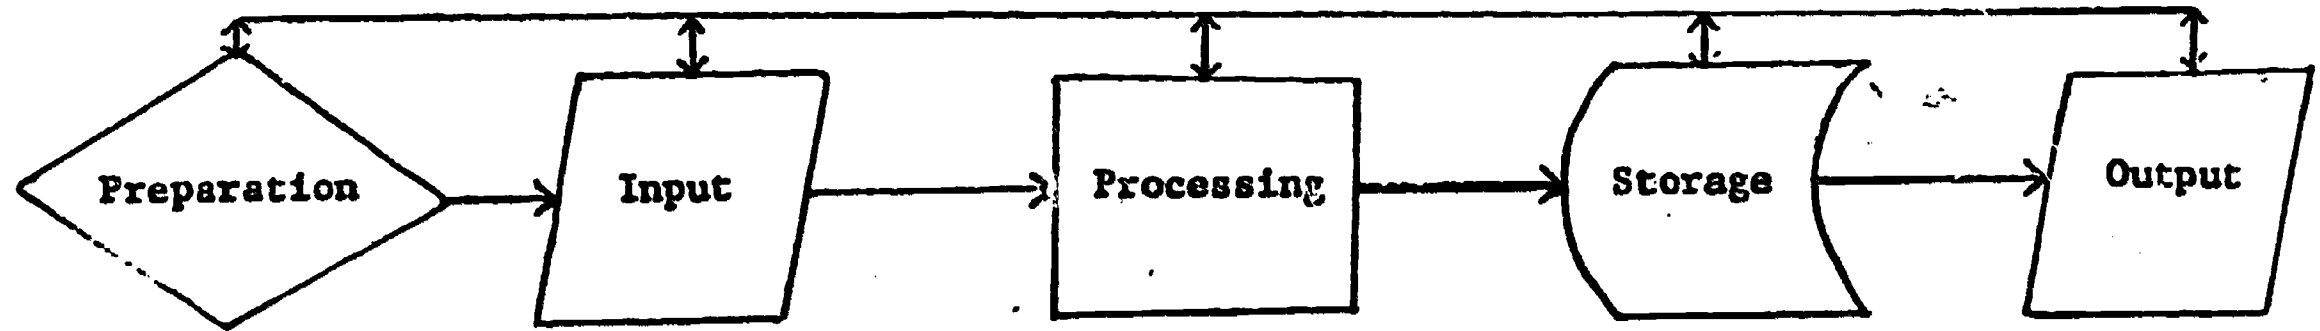 Preparation
Input
Processing
Storage
Output